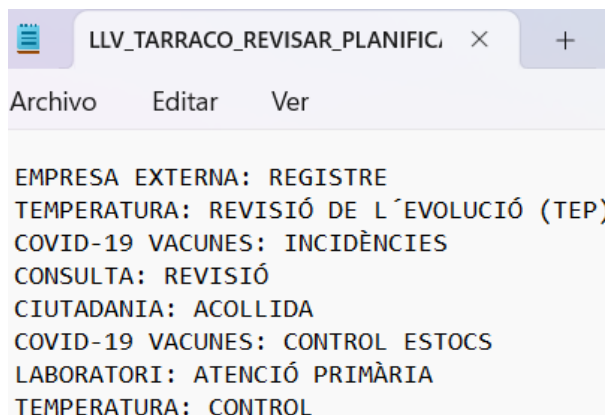 LLV_TARRACO_REVISAR_PLANIFIC
Archivo Editar Ver
EMPRESA EXTERNA: REGISTRE
TEMPERATURA: REVISIÓ DE L´EVOLUCIÓ (TEP)
COVID-19 VACUNES: INCIDÈNCIES
CONSULTA: REVISIÓ
CIUTADANIA: ACOLLIDA
COVID-19 VACUNES: CONTROL ESTOCS
LABORATORI: ATENCIÓ PRIMÀRIA
TEMPERATURA: CONTROL